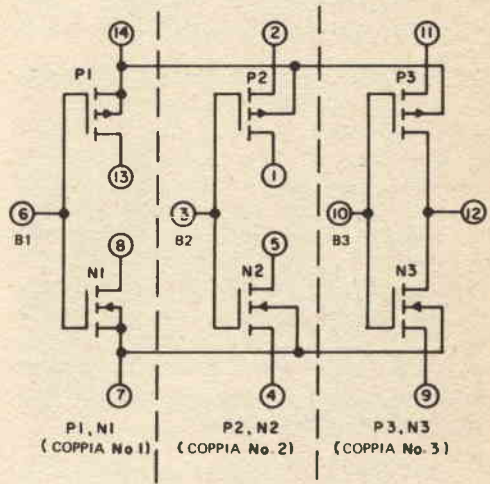 14 2 11
P1 P2 P3
13 1
6 3 10 12
B1 B2 B3
8 5
N1 N2 N3
7 4 9
P1, N1 P2, N2 P3, N3
(COPPIA No 1) (COPPIA No. 2) (COPPIA No. 3)